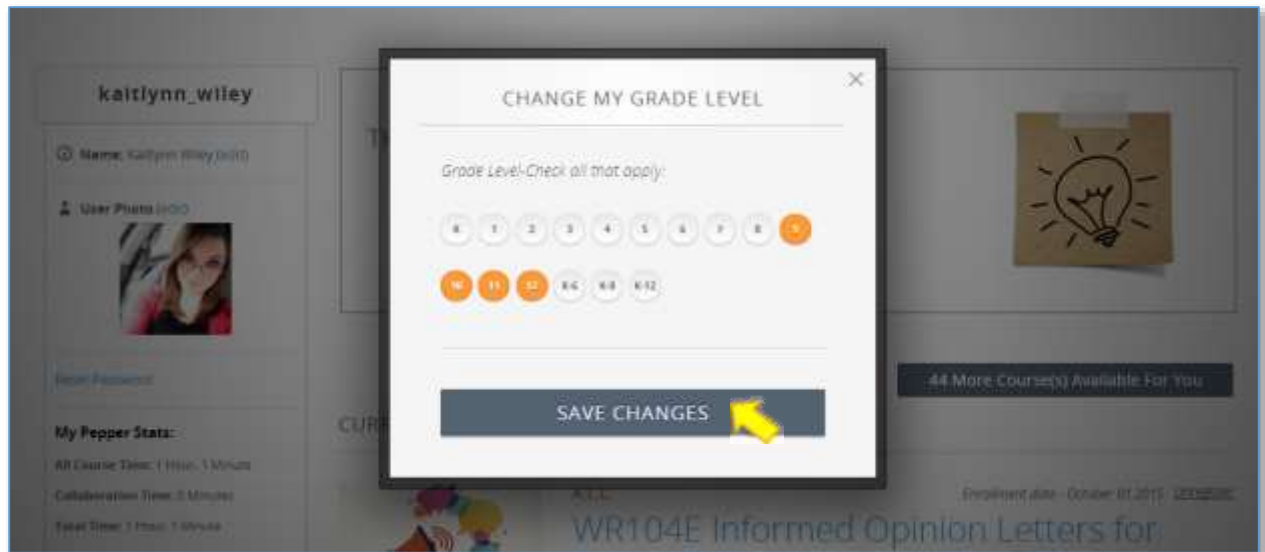 kaitlynn_wiley
Name: Kaitlynn Wiley (edit)
User Photo (edit)
Reset Password
My Pepper Stats:
All Course Time: 1 Hour, 1 Minute
Collaboration Time: 0 Minutes
Total Time: 1 Hour, 1 Minute
CHANGE MY GRADE LEVEL
×
Grade Level-Check all that apply:
K 1 2 3 4 5 6 7 8 9
10 11 12 K-6 K-8 K-12
SAVE CHANGES
44 More Course(s) Available For You
CURR
Enrollment date - October 01 2015
WR104E Informed Opinion Letters for